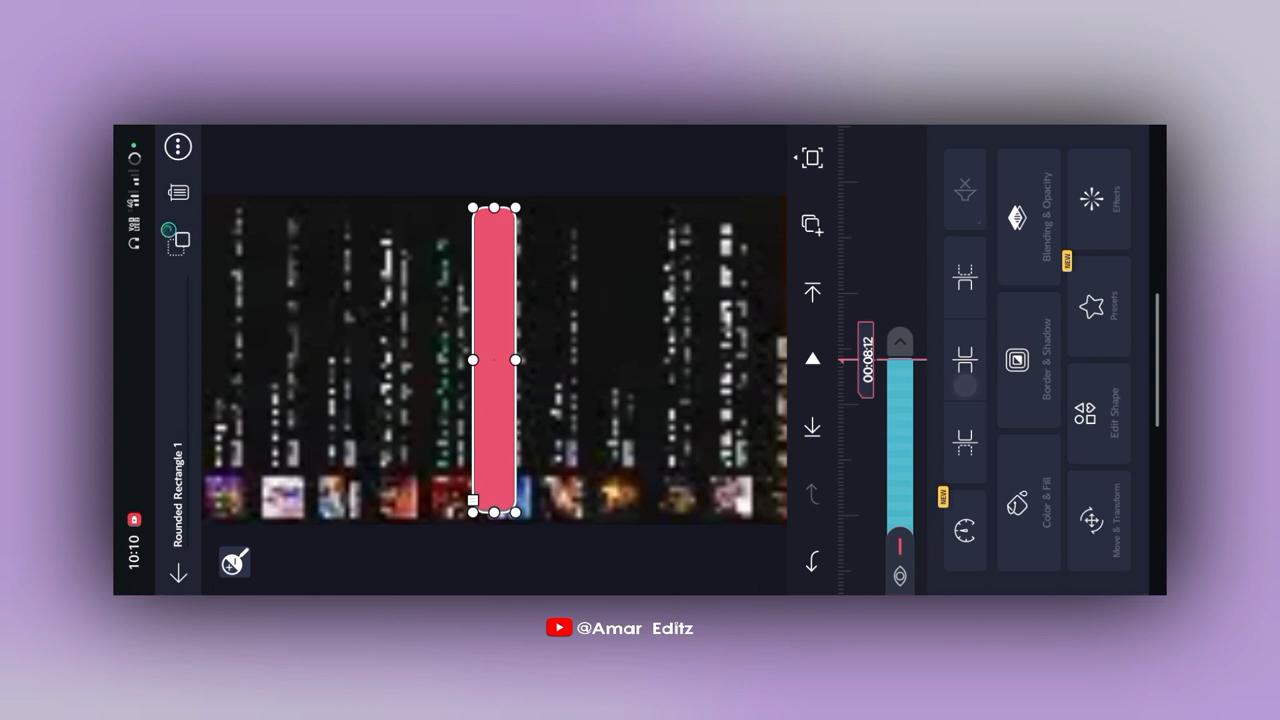 10:10
Rounded Rectangle 1
00:08:12
NEW
Color & Fill
Border & Shadow
Blending & Opacity
Move & Transform
Edit Shape
Presets
NEW
Effects
@Amar Editz